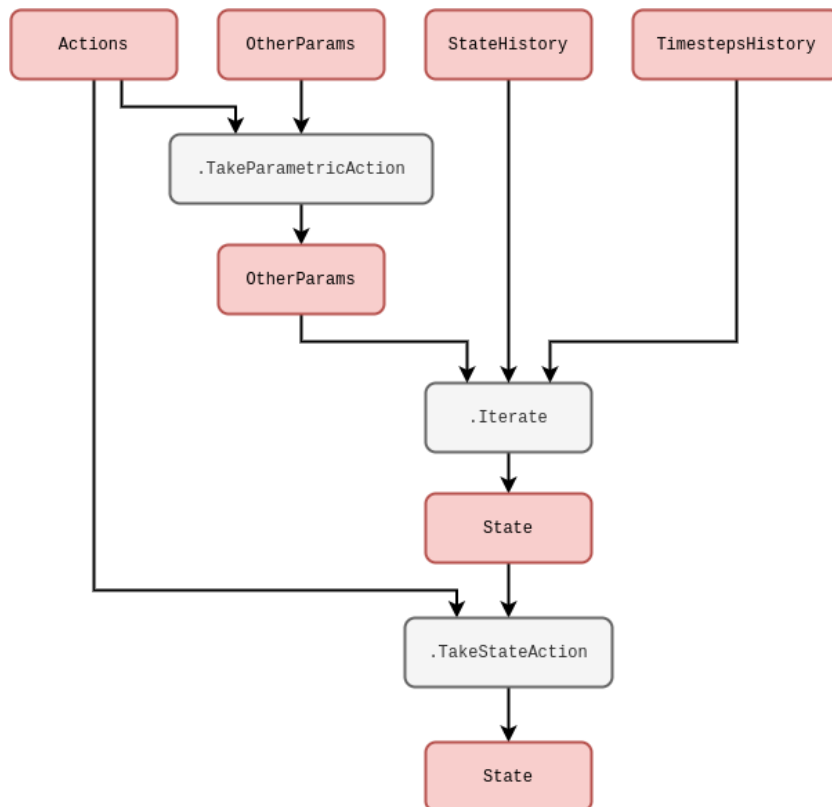 Actions
OtherParams
StateHistory
TimestepsHistory
.TakeParametricAction
OtherParams
.Iterate
State
.TakeStateAction
State